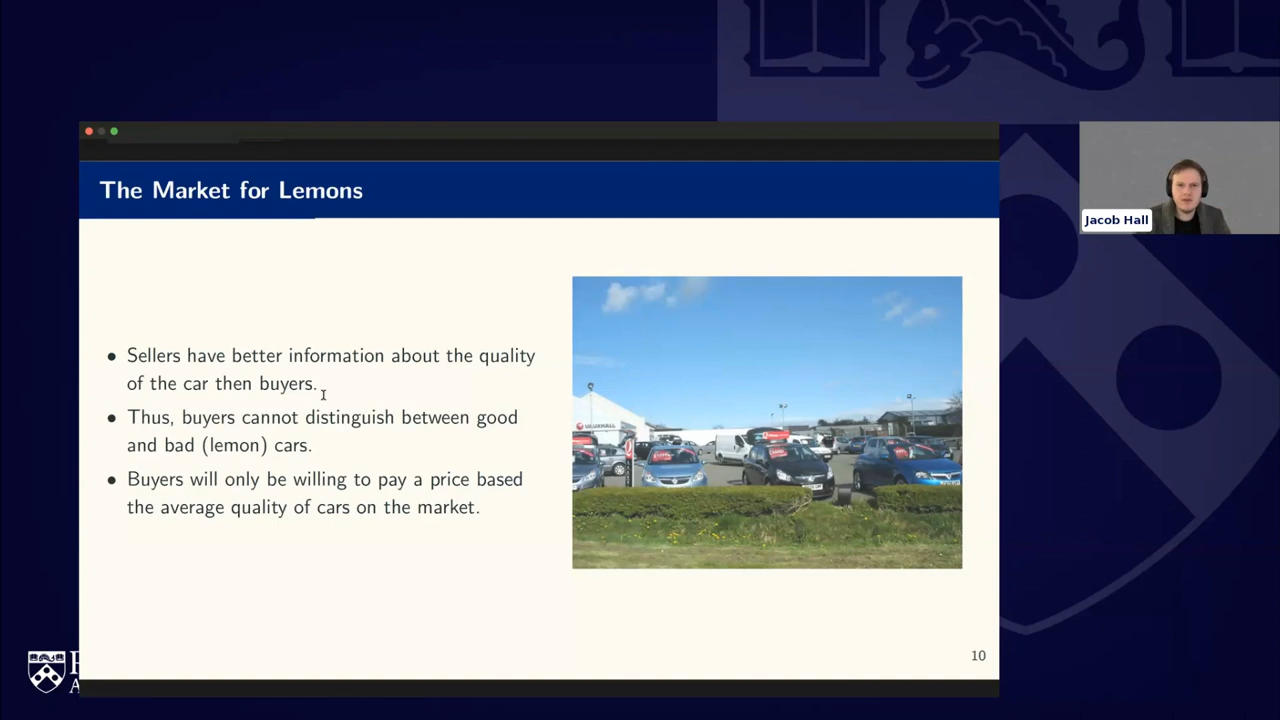 The Market for Lemons
Jacob Hall
• Sellers have better information about the quality
of the car then buyers.
• Thus, buyers cannot distinguish between good
and bad (lemon) cars.
• Buyers will only be willing to pay a price based
the average quality of cars on the market.
VAUXHALL
10